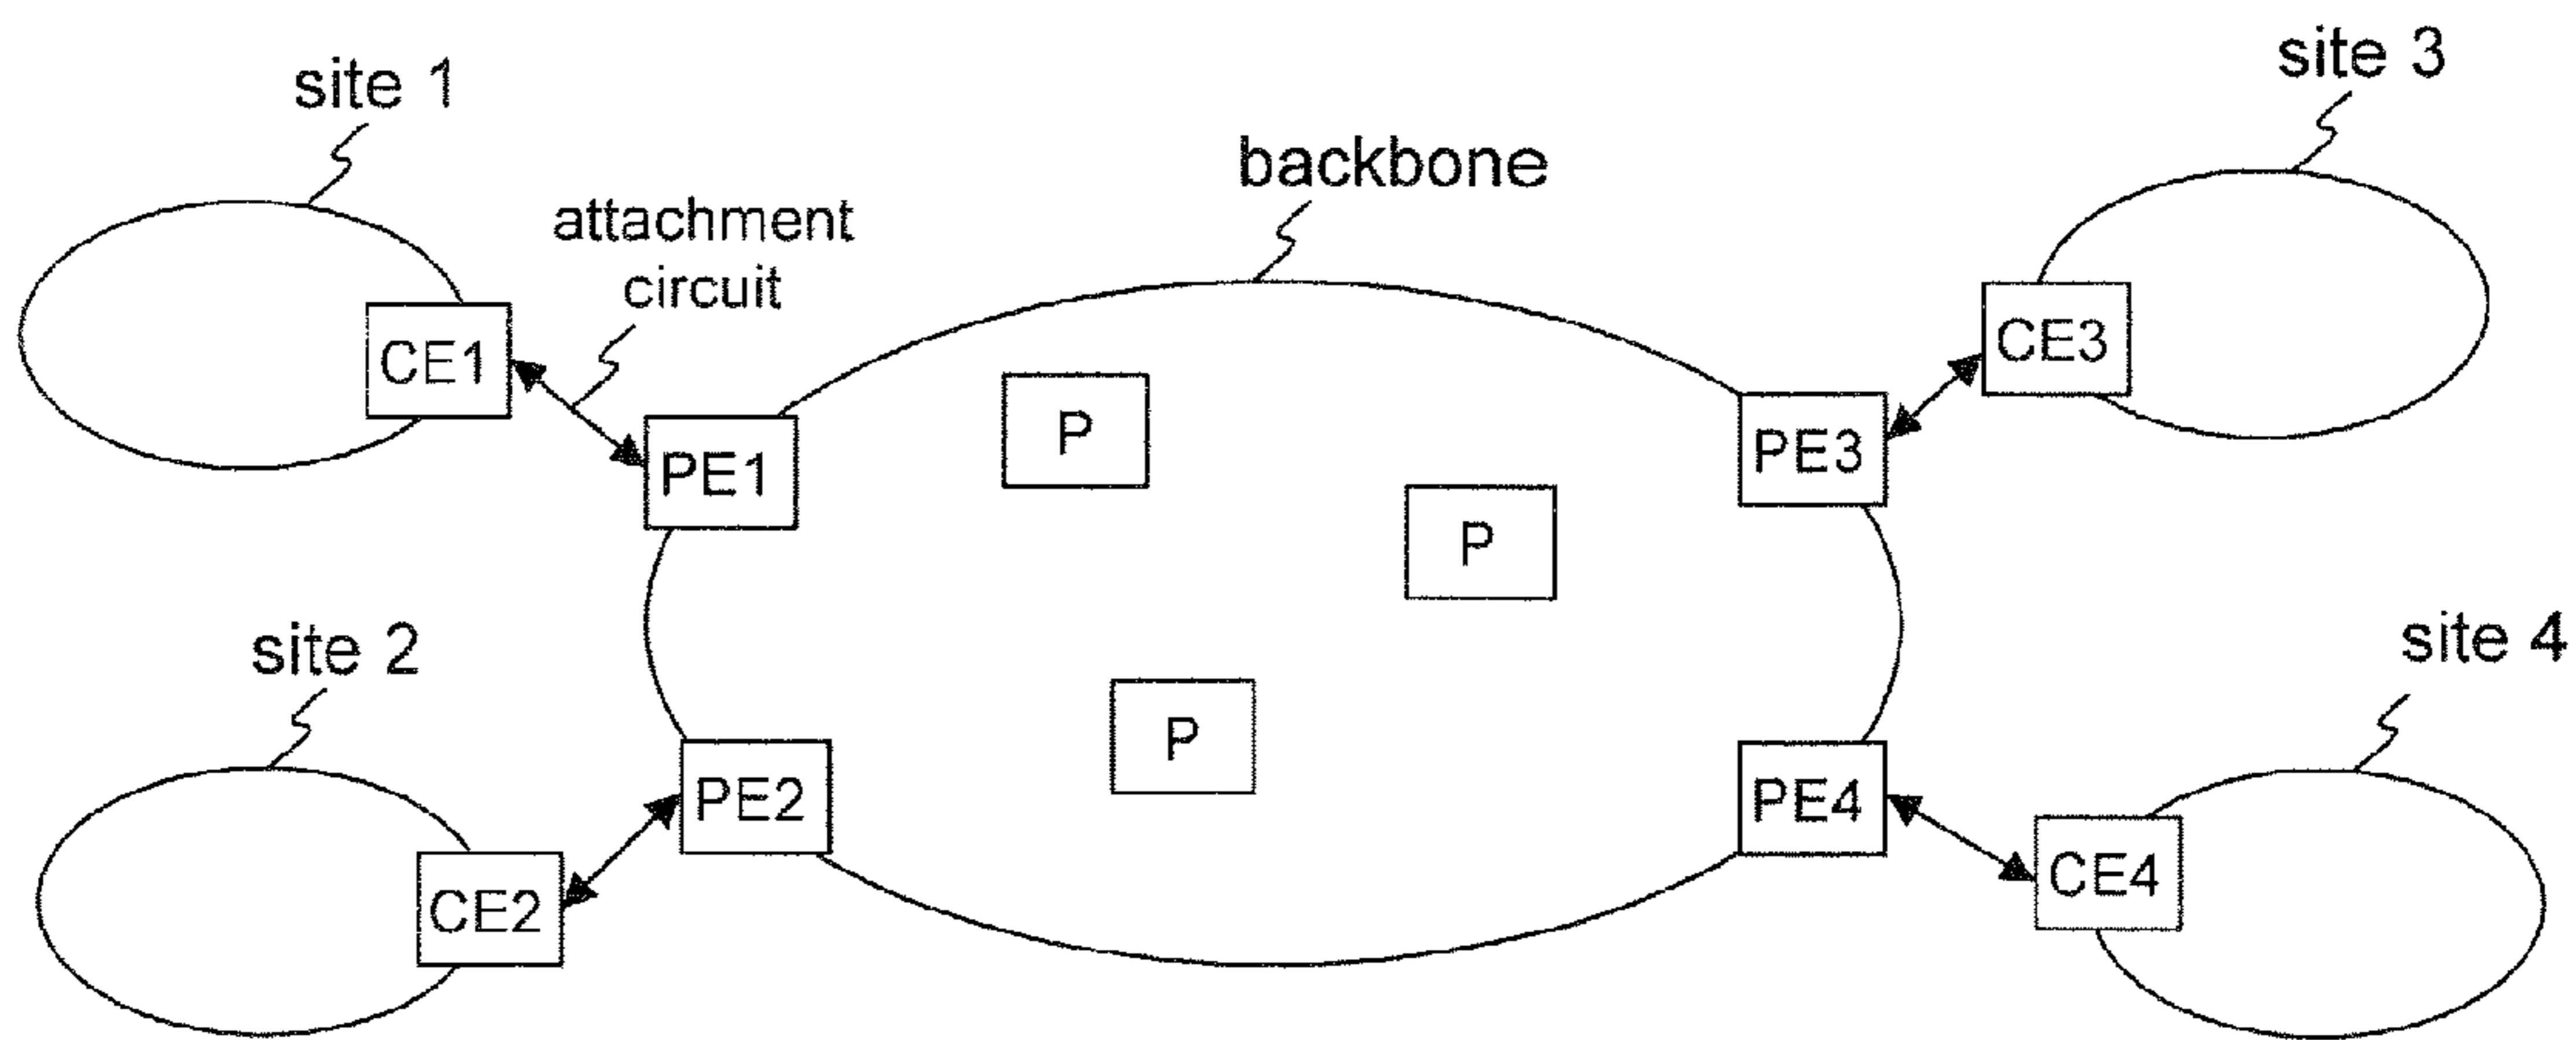 site 1
site 3
backbone
attachment
circuit
CE1
CE3
PE1
P
PE3
P
site 2
site 4
P
PE2
PE4
CE2
CE4